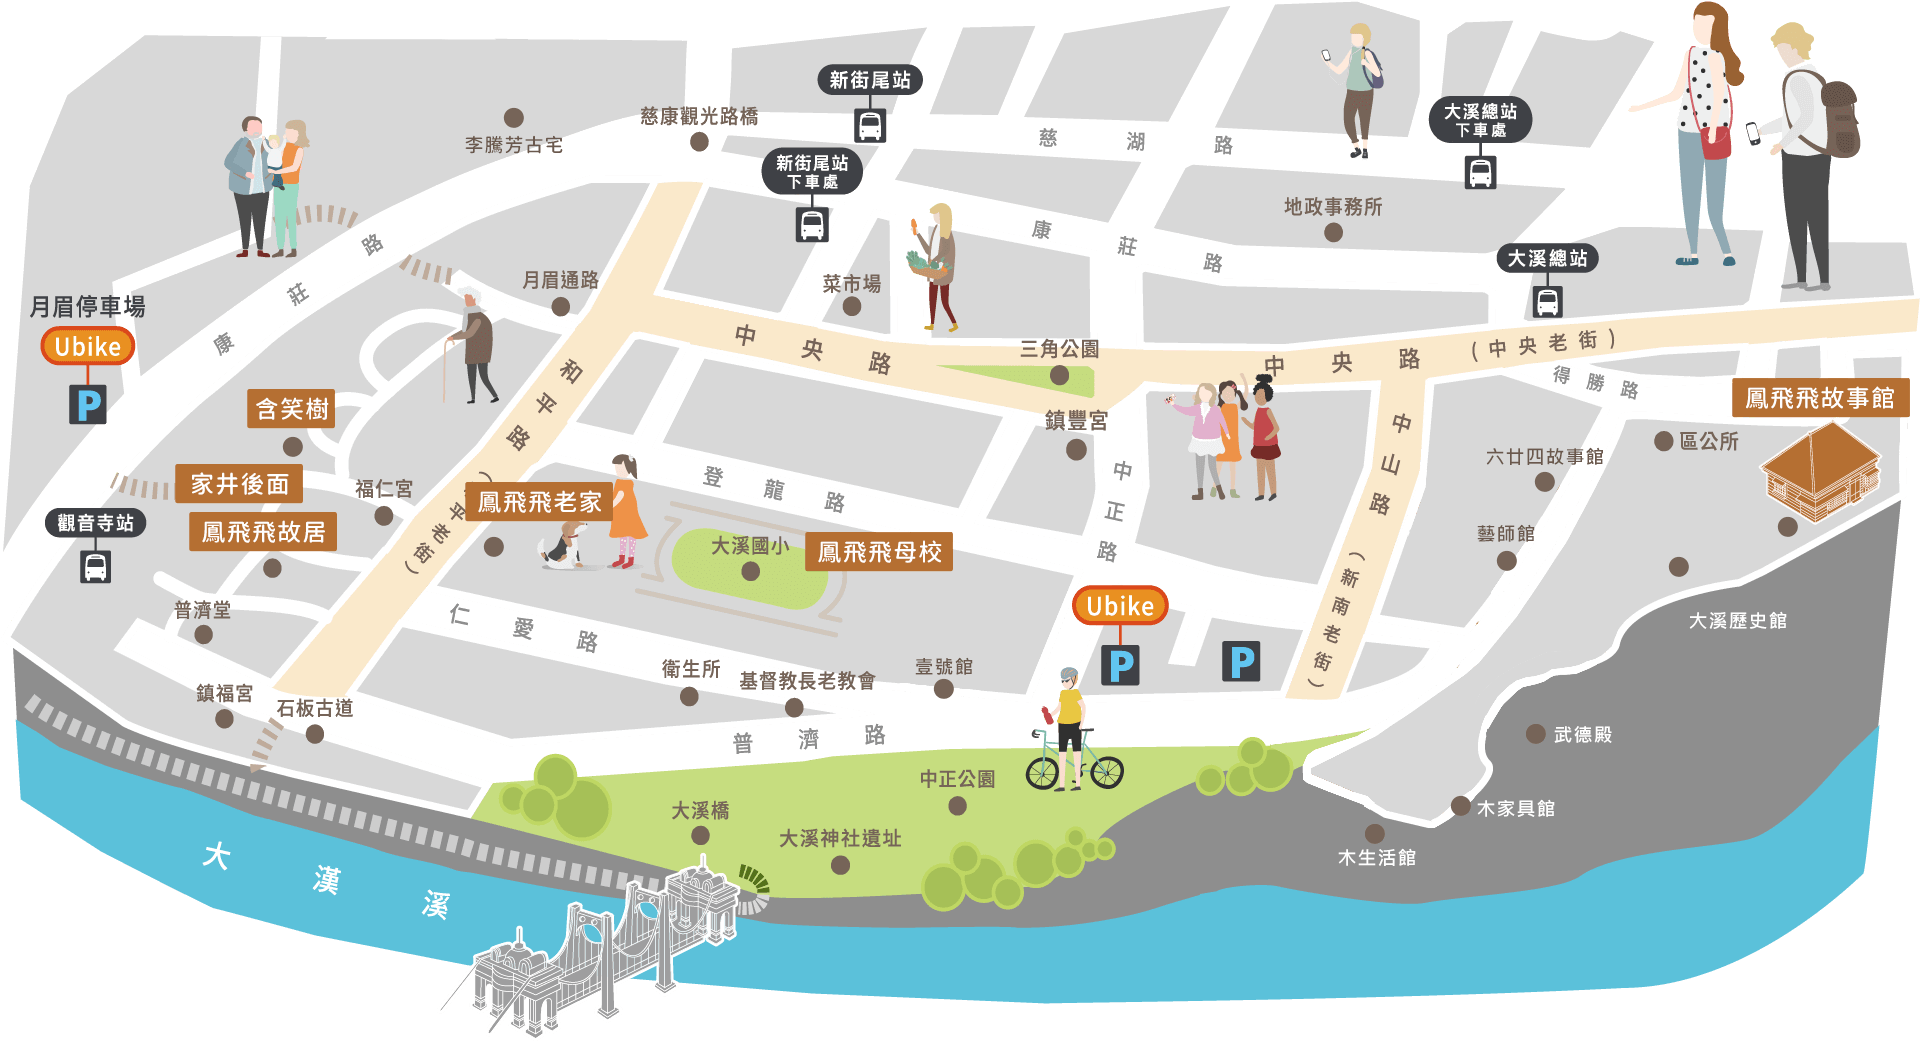 新街尾站
慈康觀光路橋
李騰芳古宅
大溪總站
下車處
慈湖路
新街尾站
下車處
地政事務所
康莊路
康莊路
大溪總站
月眉通路
菜市場
月眉停車場
Ubike
P
中央路
三角公園
中央路
(中央老街)
得勝路
鳳飛飛故事館
含笑樹
和平路
(和平老街)
鎮豐宮
中山路
(新南老街)
區公所
六廿四故事館
家井後面
福仁宮
鳳飛飛老家
登龍路
中正路
觀音寺站
鳳飛飛故居
藝師館
大溪國小
鳳飛飛母校
普濟堂
仁愛路
Ubike
P
P
大溪歷史館
衛生所
基督教長老教會
壹號館
鎮福宮
石板古道
普濟路
武德殿
中正公園
大溪橋
大溪神社遺址
木家具館
木生活館
大漢溪